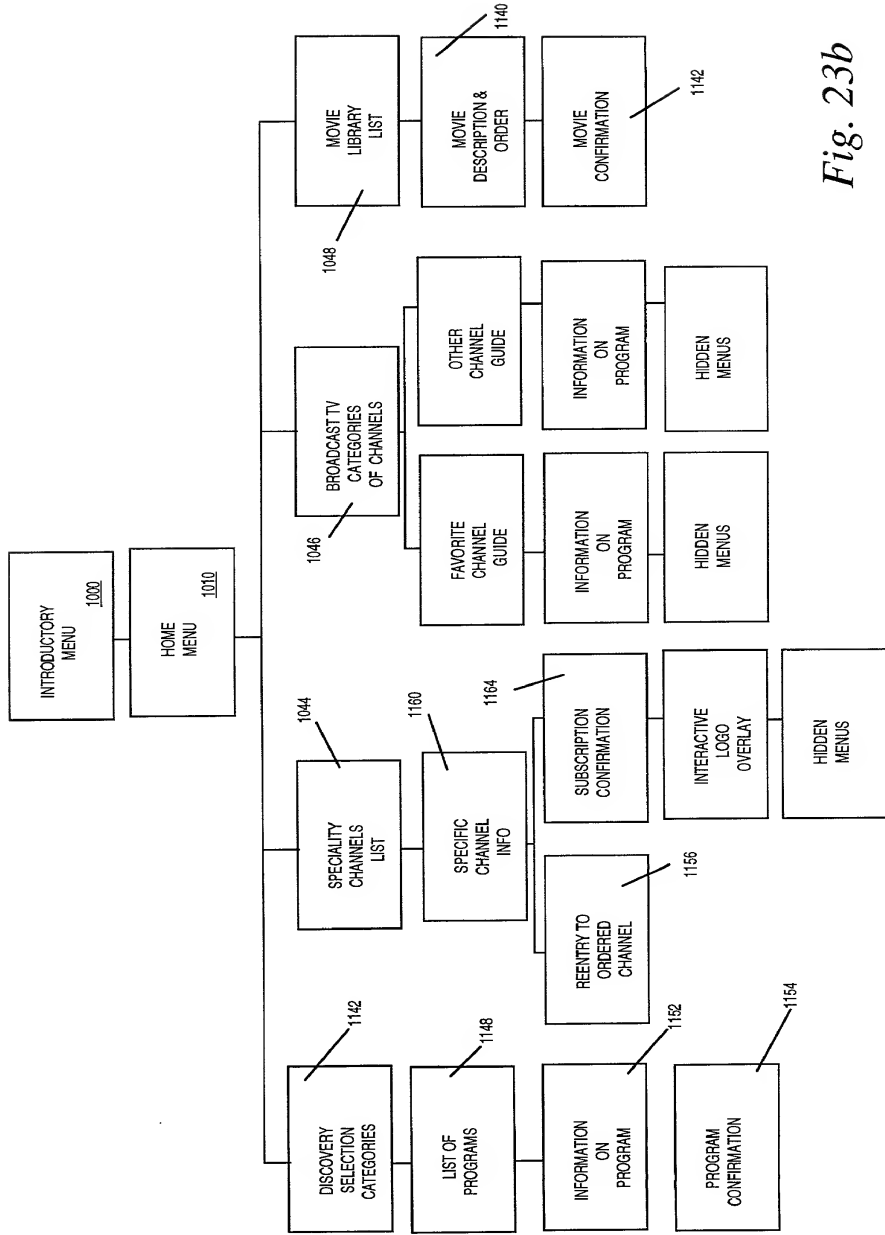 INTRODUCTORY
MENU
1000
HOME
MENU
1010
DISCOVERY
SELECTION
CATEGORIES
1142
LIST OF
PROGRAMS
1148
INFORMATION
ON
PROGRAM
1152
PROGRAM
CONFIRMATION
1154
SPECIALITY
CHANNELS
LIST
1044
SPECIFIC
CHANNEL
INFO
1160
REENTRY TO
ORDERED
CHANNEL
1156
SUBSCRIPTION
CONFIRMATION
1164
INTERACTIVE
LOGO
OVERLAY
HIDDEN
MENUS
BROADCAST TV
CATEGORIES
OF CHANNELS
1046
FAVORITE
CHANNEL
GUIDE
INFORMATION
ON
PROGRAM
HIDDEN
MENUS
OTHER
CHANNEL
GUIDE
INFORMATION
ON
PROGRAM
HIDDEN
MENUS
MOVIE
LIBRARY
LIST
1048
MOVIE
DESCRIPTION &
ORDER
1140
MOVIE
CONFIRMATION
1142
Fig. 23b